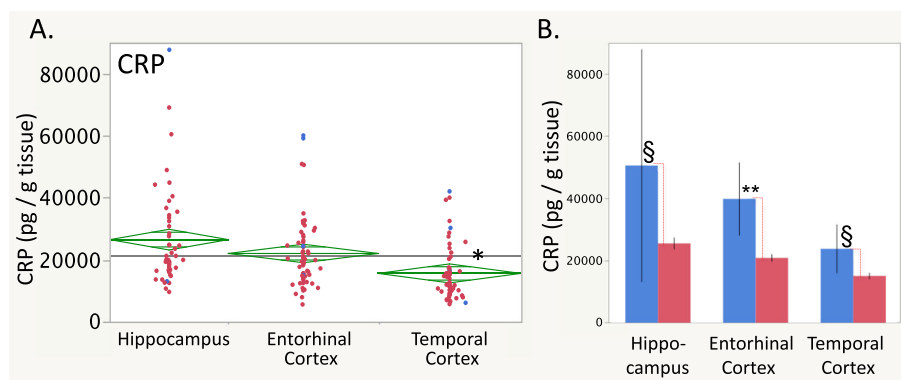 A.
CRP
CRP (pg / g tissue)
80000
60000
40000
20000
0
*
Hippocampus
Entorhinal
Cortex
Temporal
Cortex
B.
CRP (pg / g tissue)
80000
60000
40000
20000
0
§
**
§
Hippo-
campus
Entorhinal
Cortex
Temporal
Cortex